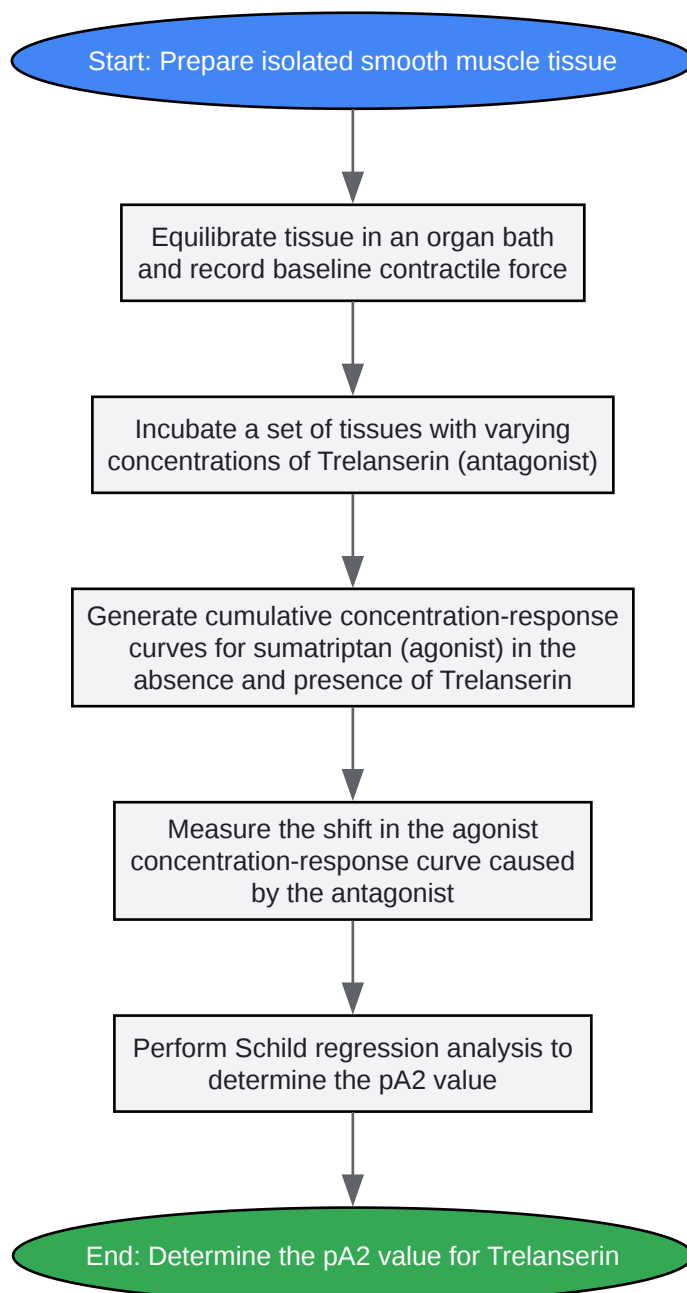 Start: Prepare isolated smooth muscle tissue
Equilibrate tissue in an organ bath
and record baseline contractile force
Incubate a set of tissues with varying
concentrations of Trelanserin (antagonist)
Generate cumulative concentration-response
curves for sumatriptan (agonist) in the
absence and presence of Trelanserin
Measure the shift in the agonist
concentration-response curve caused
by the antagonist
Perform Schild regression analysis to
determine the pA2 value
End: Determine the pA2 value for Trelanserin